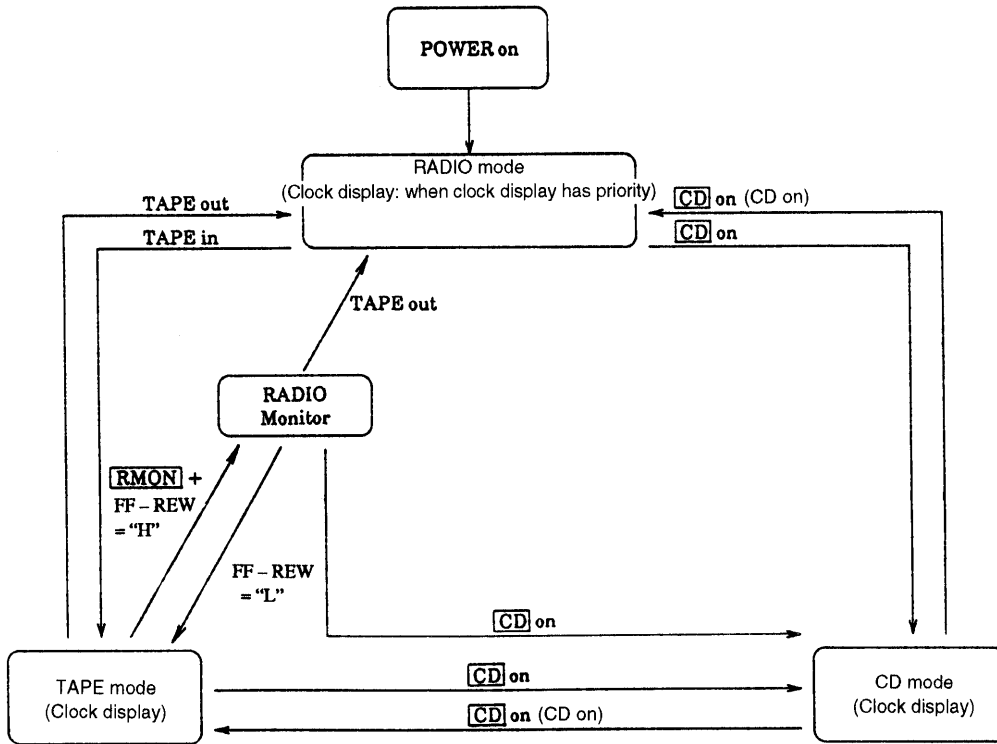 POWER on
RADIO mode
(Clock display: when clock display has priority)
TAPE out
CD on (CD on)
TAPE in
CD on
TAPE out
RADIO
Monitor
RMON +
FF – REW
= “H”
FF – REW
= “L”
CD on
TAPE mode
(Clock display)
CD on
CD on (CD on)
CD mode
(Clock display)